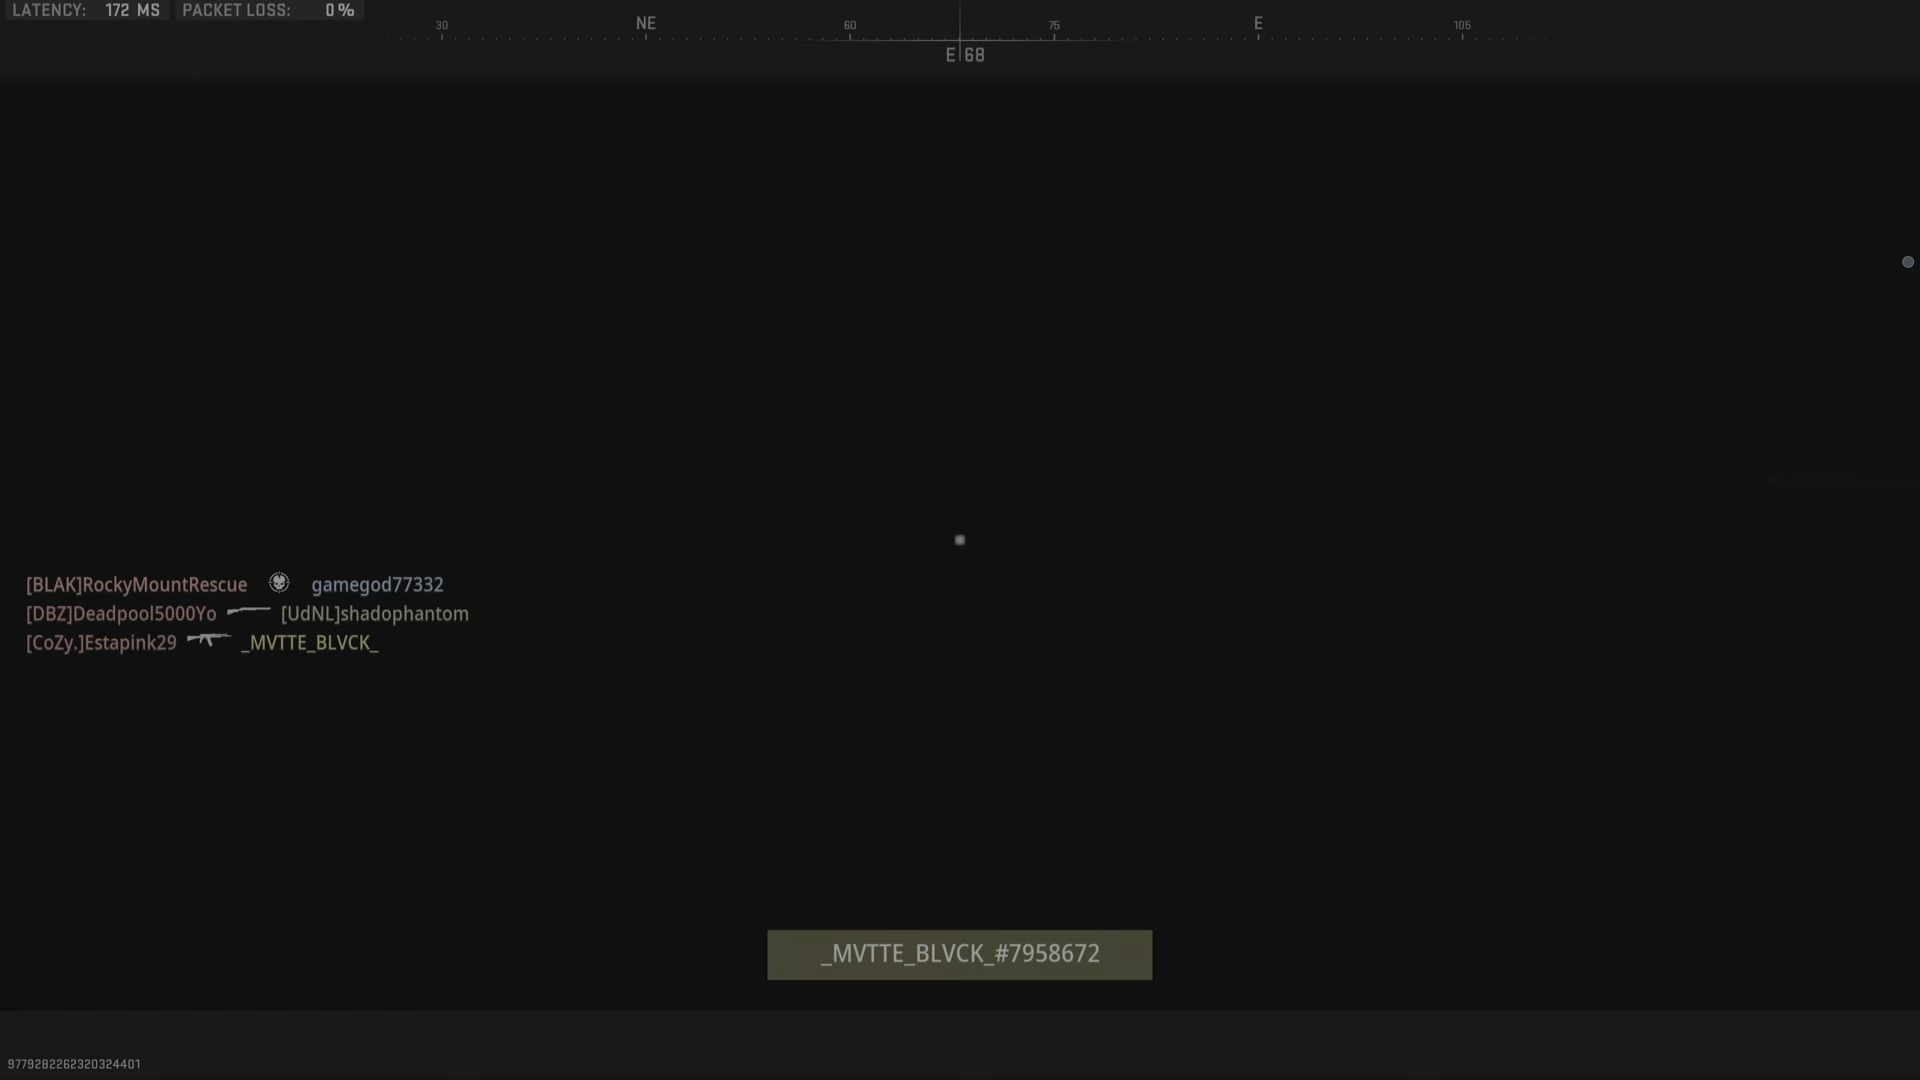 LATENCY: 172 MS PACKET LOSS: 0 %
30 NE 60 75 E 105
E 68
[BLAK]RockyMountRescue gamegod77332
[DBZ]Deadpool5000Yo [UdNL]shadophantom
[CoZy.]Estapink29 _MVTTE_BLVCK_
_MVTTE_BLVCK_#7958672
9779282262320324401